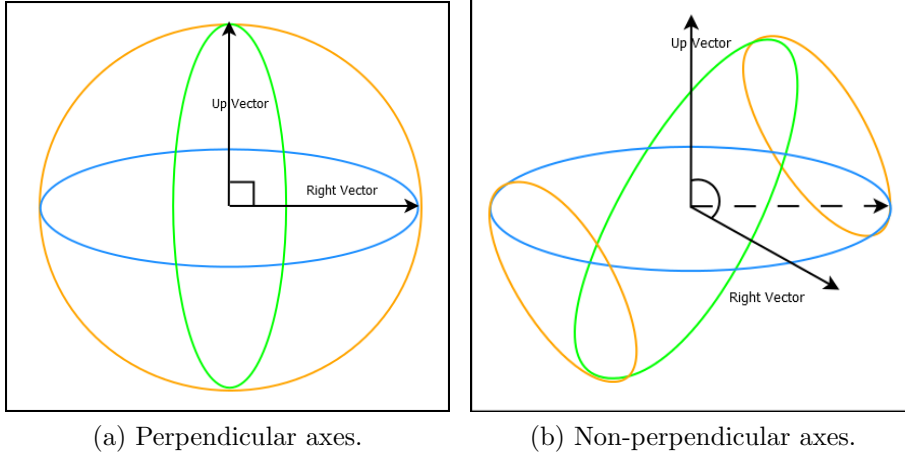 Up Vector
Right Vector
Up Vector
Right Vector
(a) Perpendicular axes.
(b) Non-perpendicular axes.